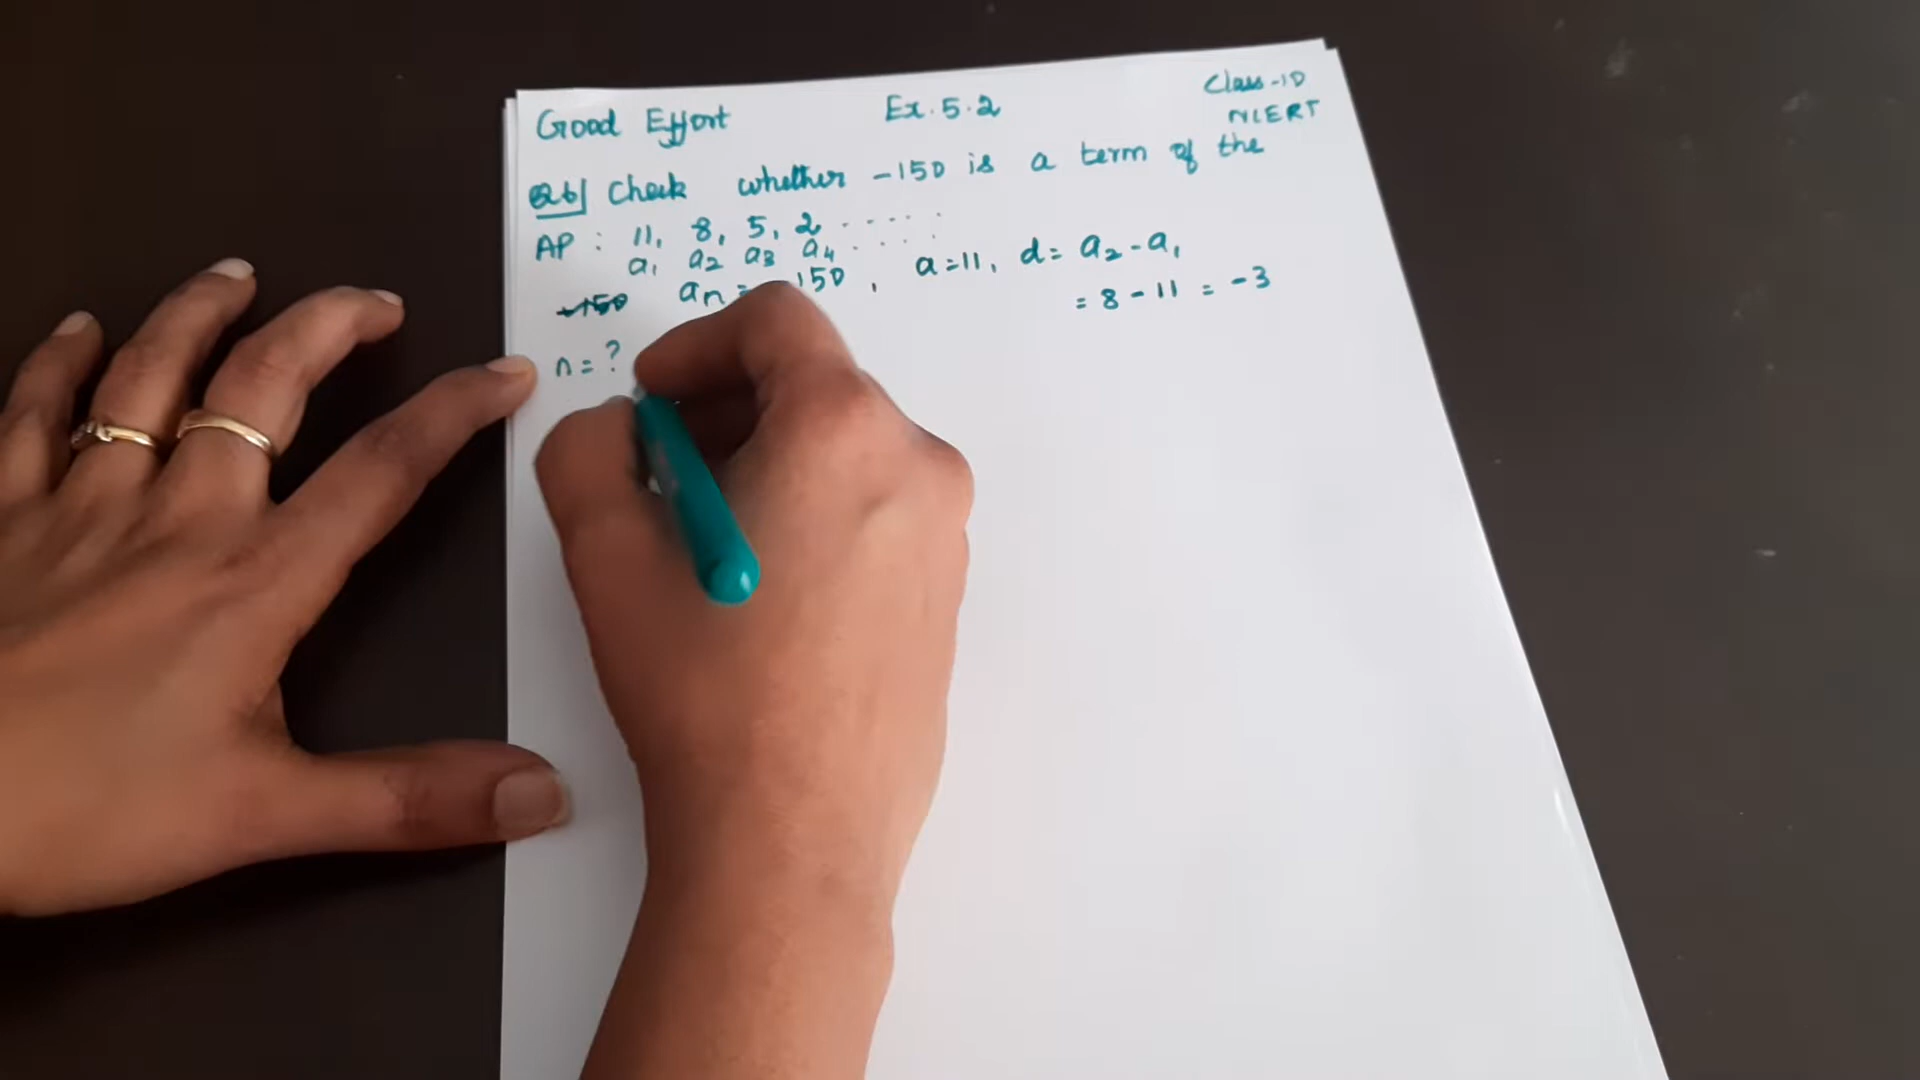 Good Effort Ex. 5.2 Class-10
NCERT
Q6] Check whether -150 is a term of the
AP : 11, 8, 5, 2 .....
a1 a2 a3 a4 ....
-150 an = 150, a=11, d= a2-a1
= 8-11 = -3
n=?